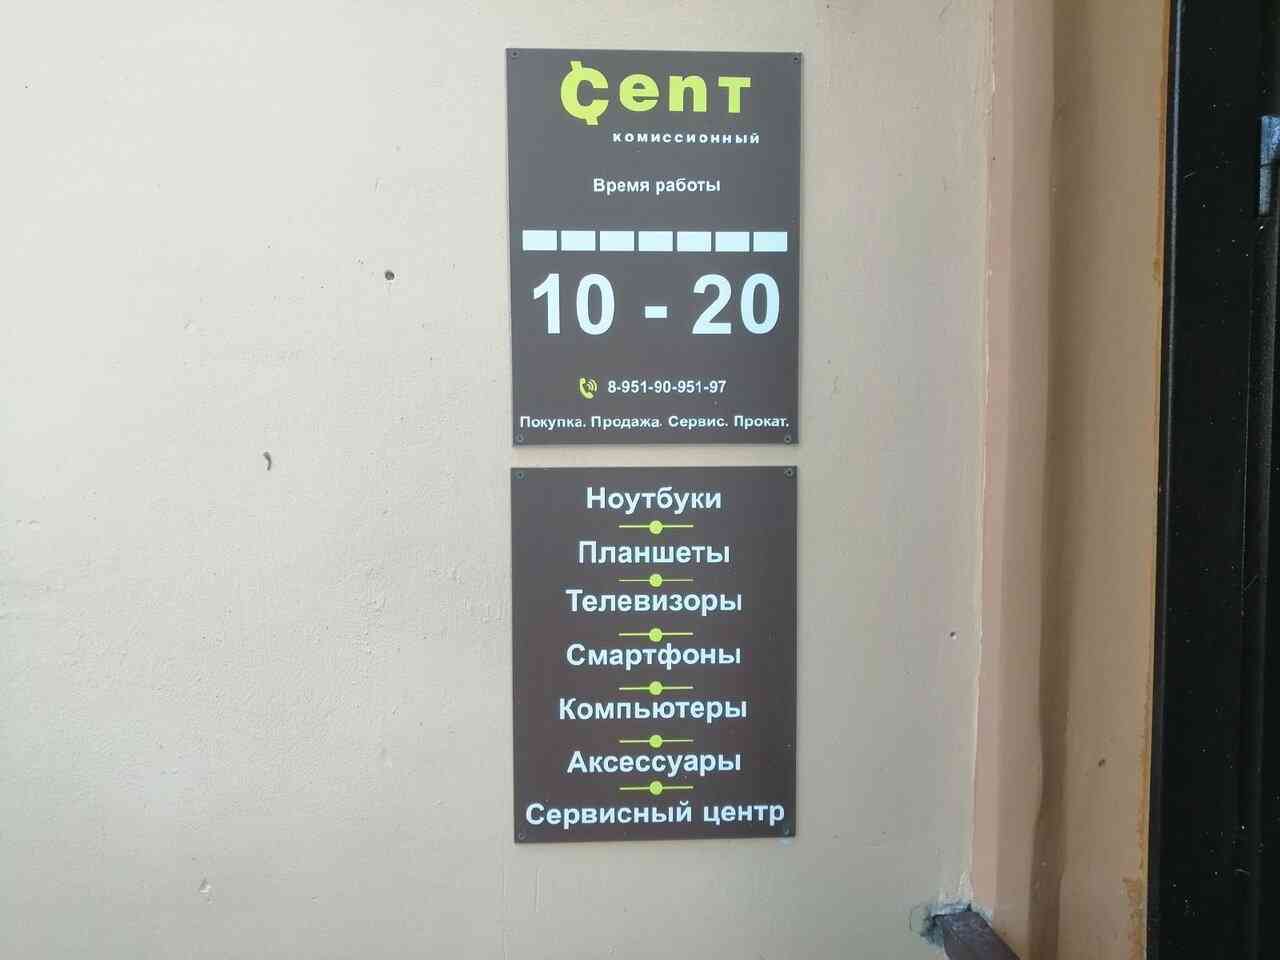 Cenт
комиссионный
Время работы
10 - 20
8-951-90-951-97
Покупка. Продажа. Сервис. Прокат.
Ноутбуки
Планшеты
Телевизоры
Смартфоны
Компьютеры
Аксессуары
Сервисный центр